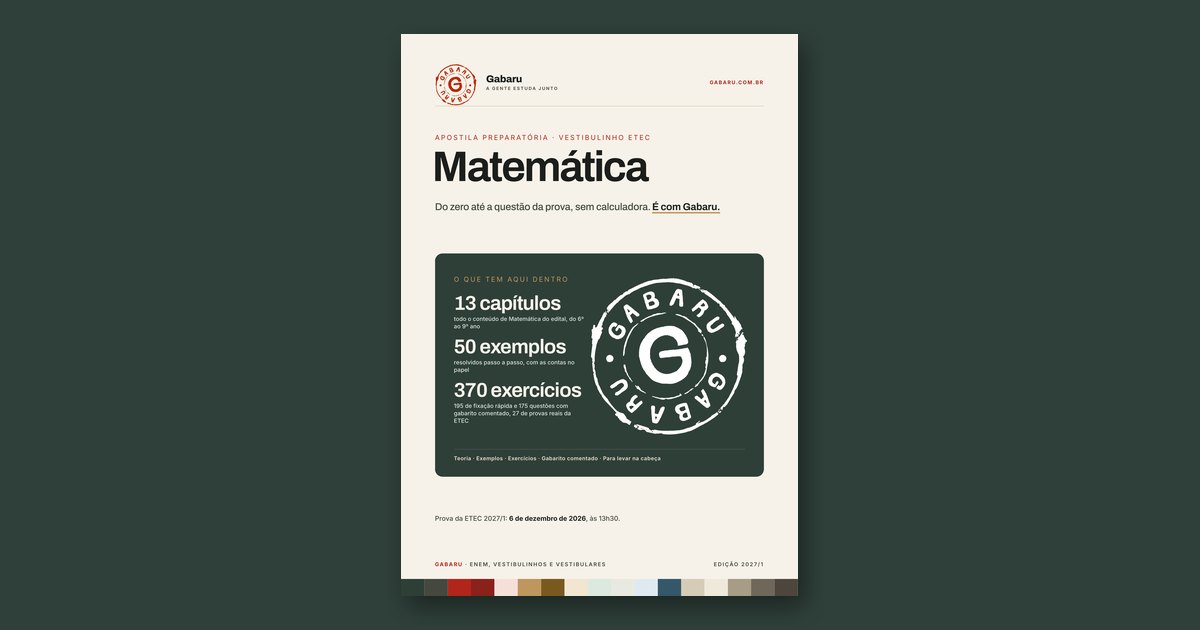 GABARU
GABARU
G
Gabaru
A GENTE ESTUDA JUNTO
GABARU.COM.BR
APOSTILA PREPARATÓRIA · VESTIBULINHO ETEC
Matemática
Do zero até a questão da prova, sem calculadora. É com Gabaru.
O QUE TEM AQUI DENTRO
13 capítulos
todo o conteúdo de Matemática do edital, do 6º
ao 9º ano
50 exemplos
resolvidos passo a passo, com as contas no
papel
370 exercícios
195 de fixação rápida e 175 questões com
gabarito comentado, 27 de provas reais da
ETEC
GABARU
G
GABARU
Teoria · Exemplos · Exercícios · Gabarito comentado · Para levar na cabeça
Prova da ETEC 2027/1: 6 de dezembro de 2026, às 13h30.
GABARU · ENEM, VESTIBULINHOS E VESTIBULARES
EDIÇÃO 2027/1